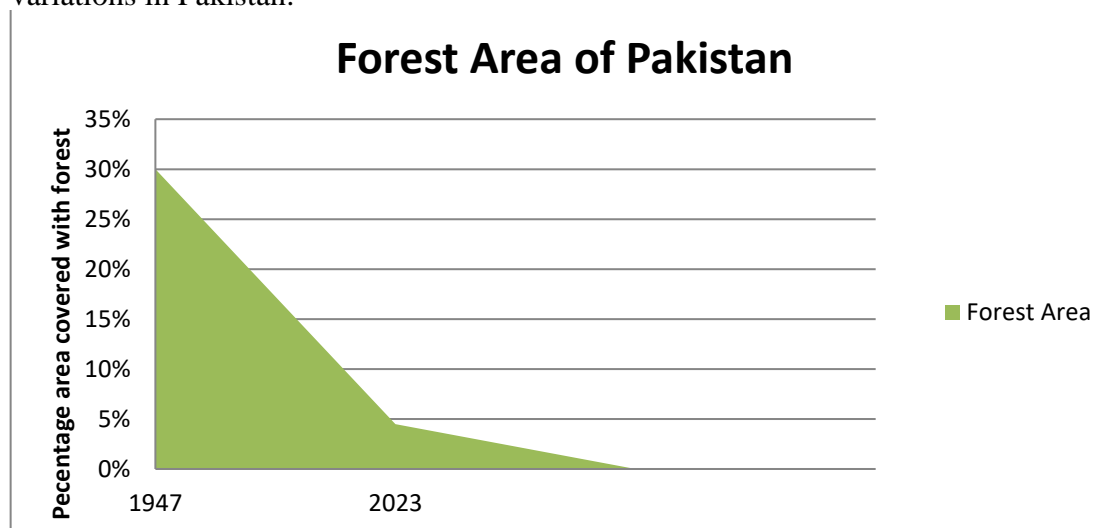 variations in Pakistan.
Forest Area of Pakistan
Pecentage area covered with forest
35%
30%
25%
20%
15%
10%
5%
0%
1947 2023
Forest Area